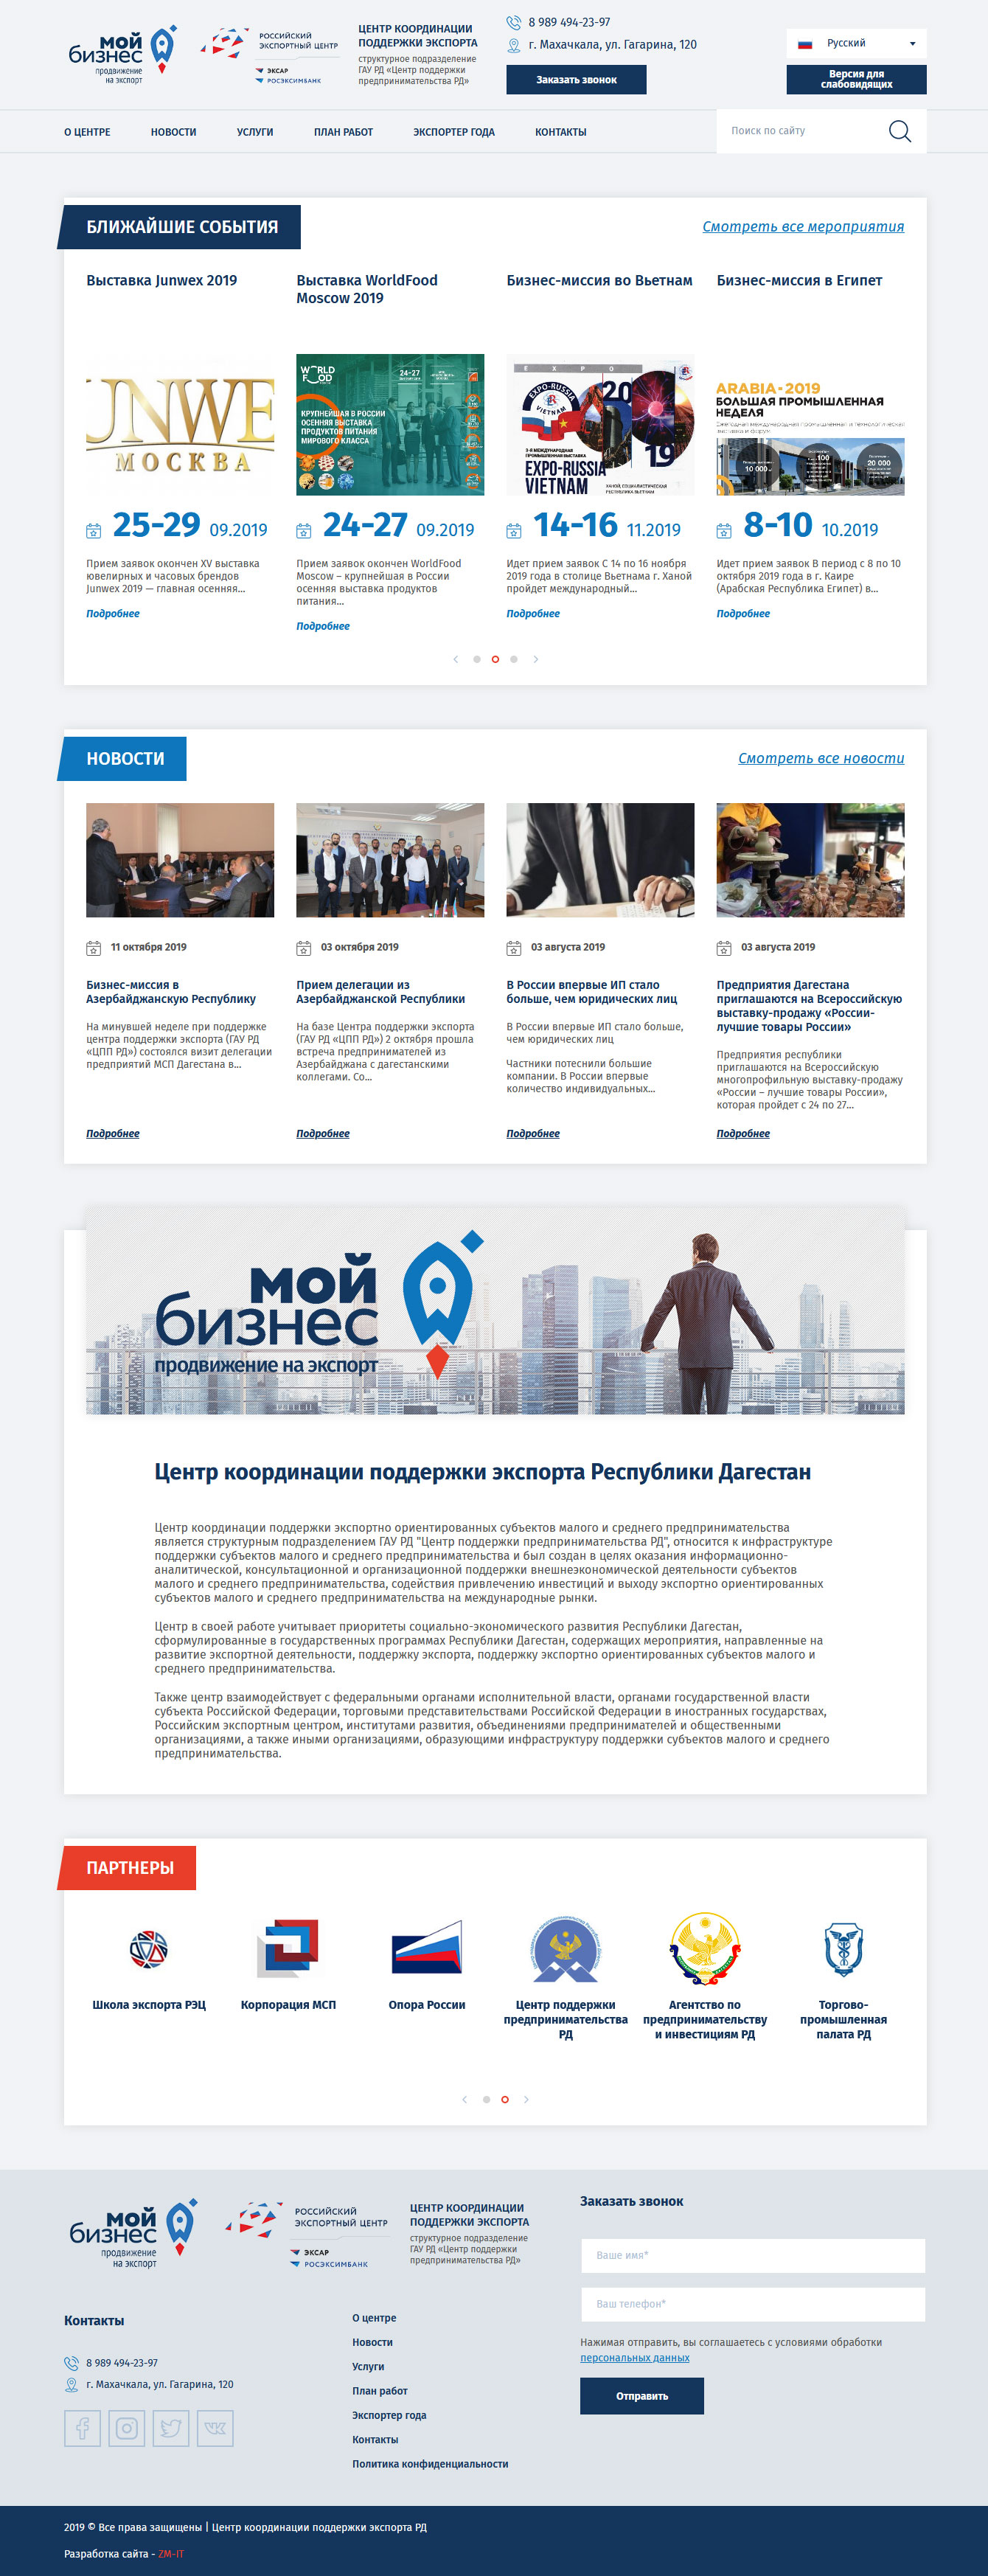 мой
бизнес
продвижение
на экспорт
РОССИЙСКИЙ
ЭКСПОРТНЫЙ ЦЕНТР
ЭКСАР
РОСЭКСИМБАНК
ЦЕНТР КООРДИНАЦИИ
ПОДДЕРЖКИ ЭКСПОРТА
структурное подразделение
ГАУ РД «Центр поддержки
предпринимательства РД»
8 989 494-23-97
г. Махачкала, ул. Гагарина, 120
Заказать звонок
Русский
Версия для
слабовидящих
О ЦЕНТРЕ
НОВОСТИ
УСЛУГИ
ПЛАН РАБОТ
ЭКСПОРТЕР ГОДА
КОНТАКТЫ
Поиск по сайту
БЛИЖАЙШИЕ СОБЫТИЯ
Смотреть все мероприятия
Выставка Junwex 2019
JNWE
МОСКВА
25-29 09.2019
Прием заявок окончен XV выставка
ювелирных и часовых брендов
Junwex 2019 — главная осенняя...
Подробнее
Выставка WorldFood
Moscow 2019
WORLD
FOOD
24-27
КРУПНЕЙШАЯ В РОССИИ
ОСЕННЯЯ ВЫСТАВКА
ПРОДУКТОВ ПИТАНИЯ
МИРОВОГО КЛАССА
24-27 09.2019
Прием заявок окончен WorldFood
Moscow – крупнейшая в России
осенняя выставка продуктов
питания...
Подробнее
Бизнес-миссия во Вьетнам
EXPO
EXPO-RUSSIA
VIETNAM
20
19
3-Я МЕЖДУНАРОДНАЯ
ПРОМЫШЛЕННАЯ ВЫСТАВКА
EXPO-RUSSIA
VIETNAM
ХАНОЙ, СОЦИАЛИСТИЧЕСКАЯ
РЕСПУБЛИКА ВЬЕТНАМ
14-16 11.2019
Идет прием заявок С 14 по 16 ноября
2019 года в столице Вьетнама г. Ханой
пройдет международный...
Подробнее
Бизнес-миссия в Египет
ARABIA - 2019
БОЛЬШАЯ ПРОМЫШЛЕННАЯ
НЕДЕЛЯ
Ежегодная международная промышленная и технологическая
выставка и форум
10 000
100
20 000
8-10 10.2019
Идет прием заявок В период с 8 по 10
октября 2019 года в г. Каире
(Арабская Республика Египет) в...
Подробнее
НОВОСТИ
Смотреть все новости
11 октября 2019
Бизнес-миссия в
Азербайджанскую Республику
На минувшей неделе при поддержке
центра поддержки экспорта (ГАУ РД
«ЦПП РД») состоялся визит делегации
предприятий МСП Дагестана в...
Подробнее
03 октября 2019
Прием делегации из
Азербайджанской Республики
На базе Центра поддержки экспорта
(ГАУ РД «ЦПП РД») 2 октября прошла
встреча предпринимателей из
Азербайджана с дагестанскими
коллегами. Со...
Подробнее
03 августа 2019
В России впервые ИП стало
больше, чем юридических лиц
В России впервые ИП стало больше,
чем юридических лиц
Частники потеснили большие
компании. В России впервые
количество индивидуальных...
Подробнее
03 августа 2019
Предприятия Дагестана
приглашаются на Всероссийскую
выставку-продажу «России-
лучшие товары России»
Предприятия республики
приглашаются на Всероссийскую
многопрофильную выставку-продажу
«России – лучшие товары России»,
которая пройдет с 24 по 27...
Подробнее
мой
бизнес
продвижение на экспорт
Центр координации поддержки экспорта Республики Дагестан
Центр координации поддержки экспортно ориентированных субъектов малого и среднего предпринимательства
является структурным подразделением ГАУ РД "Центр поддержки предпринимательства РД", относится к инфраструктуре
поддержки субъектов малого и среднего предпринимательства и был создан в целях оказания информационно-
аналитической, консультационной и организационной поддержки внешнеэкономической деятельности субъектов
малого и среднего предпринимательства, содействия привлечению инвестиций и выходу экспортно ориентированных
субъектов малого и среднего предпринимательства на международные рынки.
Центр в своей работе учитывает приоритеты социально-экономического развития Республики Дагестан,
сформулированные в государственных программах Республики Дагестан, содержащих мероприятия, направленные на
развитие экспортной деятельности, поддержку экспорта, поддержку экспортно ориентированных субъектов малого и
среднего предпринимательства.
Также центр взаимодействует с федеральными органами исполнительной власти, органами государственной власти
субъекта Российской Федерации, торговыми представительствами Российской Федерации в иностранных государствах,
Российским экспортным центром, институтами развития, объединениями предпринимателей и общественными
организациями, а также иными организациями, образующими инфраструктуру поддержки субъектов малого и среднего
предпринимательства.
ПАРТНЕРЫ
Школа экспорта РЭЦ
Корпорация МСП
Опора России
Центр поддержки
предпринимательства
РД
Агентство по
предпринимательству
и инвестициям РД
Торгово-
промышленная
палата РД
мой
бизнес
продвижение
на экспорт
РОССИЙСКИЙ
ЭКСПОРТНЫЙ ЦЕНТР
ЭКСАР
РОСЭКСИМБАНК
ЦЕНТР КООРДИНАЦИИ
ПОДДЕРЖКИ ЭКСПОРТА
структурное подразделение
ГАУ РД «Центр поддержки
предпринимательства РД»
Контакты
8 989 494-23-97
г. Махачкала, ул. Гагарина, 120
О центре
Новости
Услуги
План работ
Экспортер года
Контакты
Политика конфиденциальности
Заказать звонок
Ваше имя*
Ваш телефон*
Нажимая отправить, вы соглашаетесь с условиями обработки
персональных данных
Отправить
2019 © Все права защищены | Центр координации поддержки экспорта РД
Разработка сайта - ZM-IT